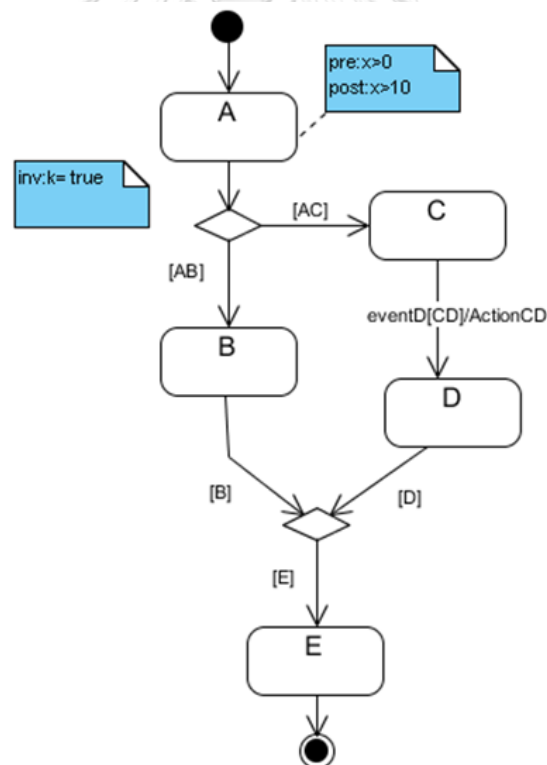 pre:x>0
post:x>10
A
inv:k= true
[AC]
C
[AB]
eventD[CD]/ActionCD
B
D
[B]
[D]
[E]
E